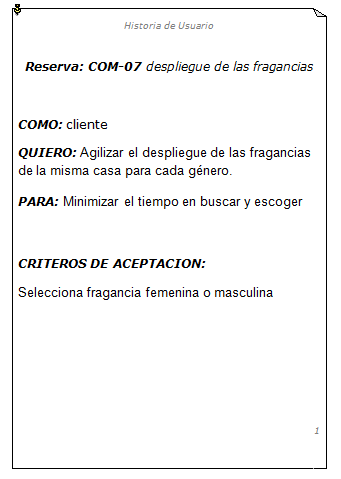 Historia de Usuario
Reserva: COM-07 despliegue de las fragancias
COMO: cliente
QUIERO: Agilizar el despliegue de las fragancias
de la misma casa para cada género.
PARA: Minimizar el tiempo en buscar y escoger
CRITEROS DE ACEPTACION:
Selecciona fragancia femenina o masculina
1